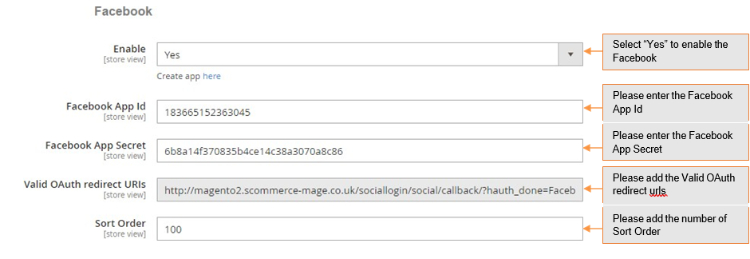 Facebook
Enable
[store view]
Yes
Create app here
Select "Yes" to enable the
Facebook
Facebook App Id
[store view]
183665152363045
Please enter the Facebook
App Id
Facebook App Secret
[store view]
6b8a14f370835b4ce14c38a3070a8c86
Please enter the Facebook
App Secret
Valid OAuth redirect URIs
[store view]
http://magento2.scommerce-mage.co.uk/sociallogin/social/callback/?hauth_done=Faceb
Please add the Valid OAuth
redirect urls
Sort Order
[store view]
100
Please add the number of
Sort Order